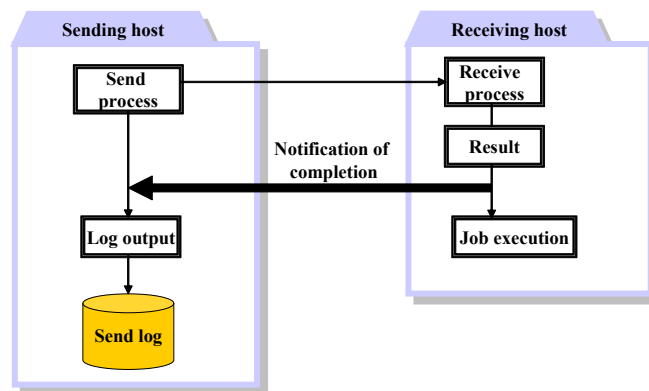 Sending host
Receiving host
Send
process
Receive
process
Result
Notification of
completion
Log output
Job execution
Send log